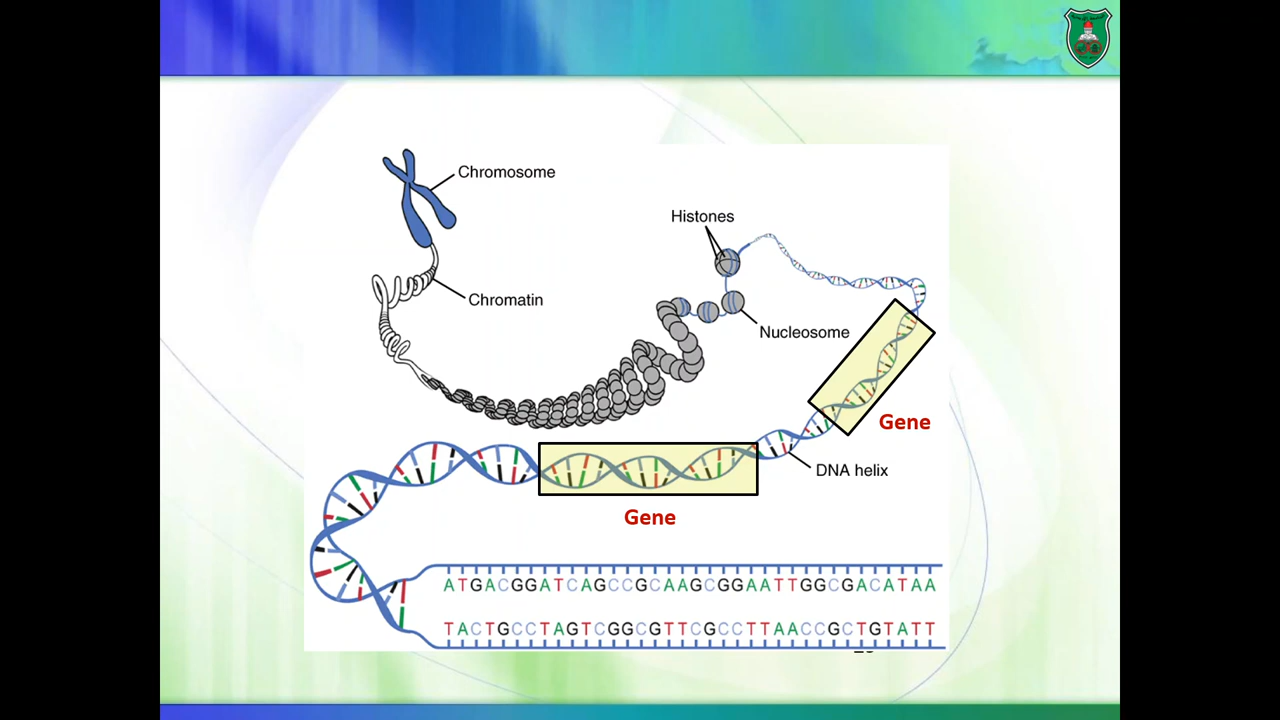 Chromosome
Histones
Chromatin
Nucleosome
Gene
DNA helix
Gene
ATGACGGATCAGCCGCAAGCGGAATTGGCGACATAA
TACTGCCTAGTCGGCGTTCGCCTTAACCGCTGTATT